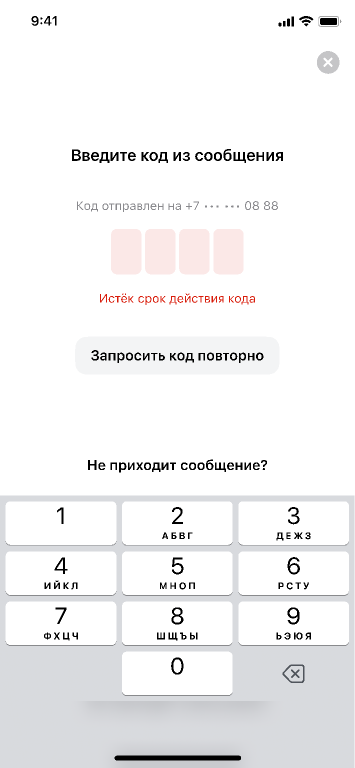 9:41
Введите код из сообщения
Код отправлен на +7 ••• ••• 08 88
Истёк срок действия кода
Запросить код повторно
Не приходит сообщение?
1 2 3
АБВГ ДЕЖЗ
4 5 6
ИЙКЛ МНОП РСТУ
7 8 9
ФХЦЧ ШЩЪЫ ЬЭЮЯ
0